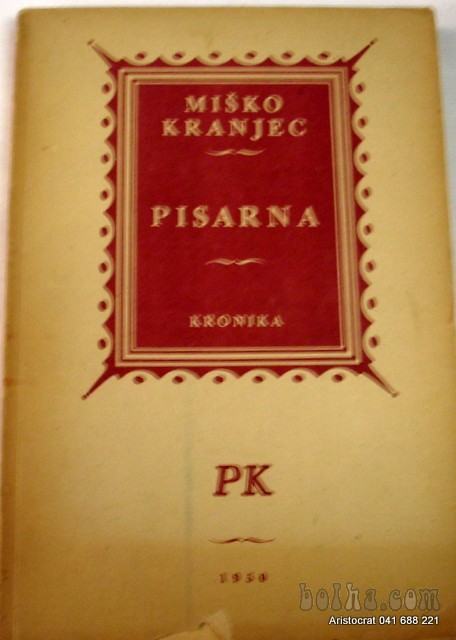 MIŠKO
KRANJEC
PISARNA
KRONIKA
PK
1950
bolha.com
Aristocrat 041 688 221